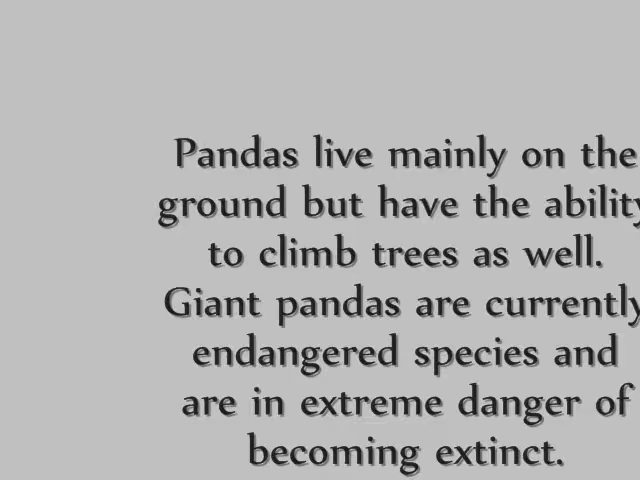 Pandas live mainly on the
ground but have the ability
to climb trees as well.
Giant pandas are currently
endangered species and
are in extreme danger of
becoming extinct.